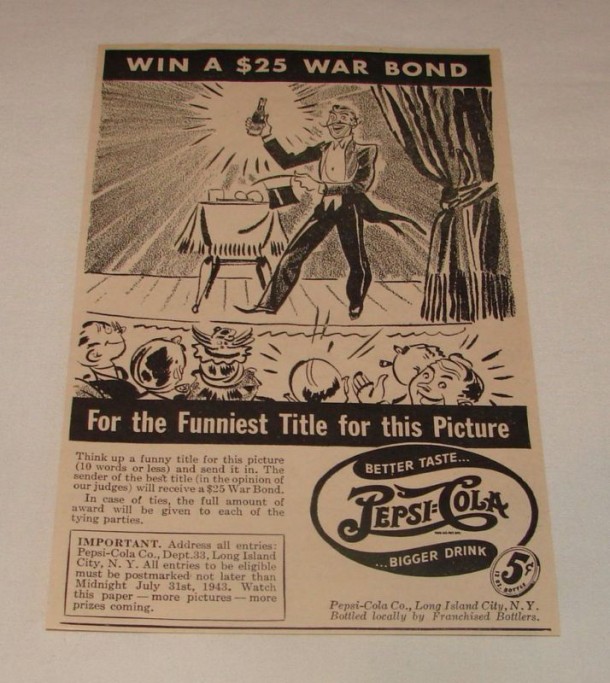 WIN A $25 WAR BOND
For the Funniest Title for this Picture
Think up a funny title for this picture
(10 words or less) and send it in. The
sender of the best title (in the opinion of
our judges) will receive a $25 War Bond.
In case of ties, the full amount of
award will be given to each of the
tying parties.
IMPORTANT. Address all entries:
Pepsi-Cola Co., Dept.33, Long Island
City, N. Y. All entries to be eligible
must be postmarked not later than
Midnight July 31st, 1943. Watch
this paper — more pictures — more
prizes coming.
BETTER TASTE...
PEPSI-COLA
...BIGGER DRINK
5¢
12 OZ. BOTTLE
Pepsi-Cola Co., Long Island City, N. Y.
Bottled locally by Franchised Bottlers.